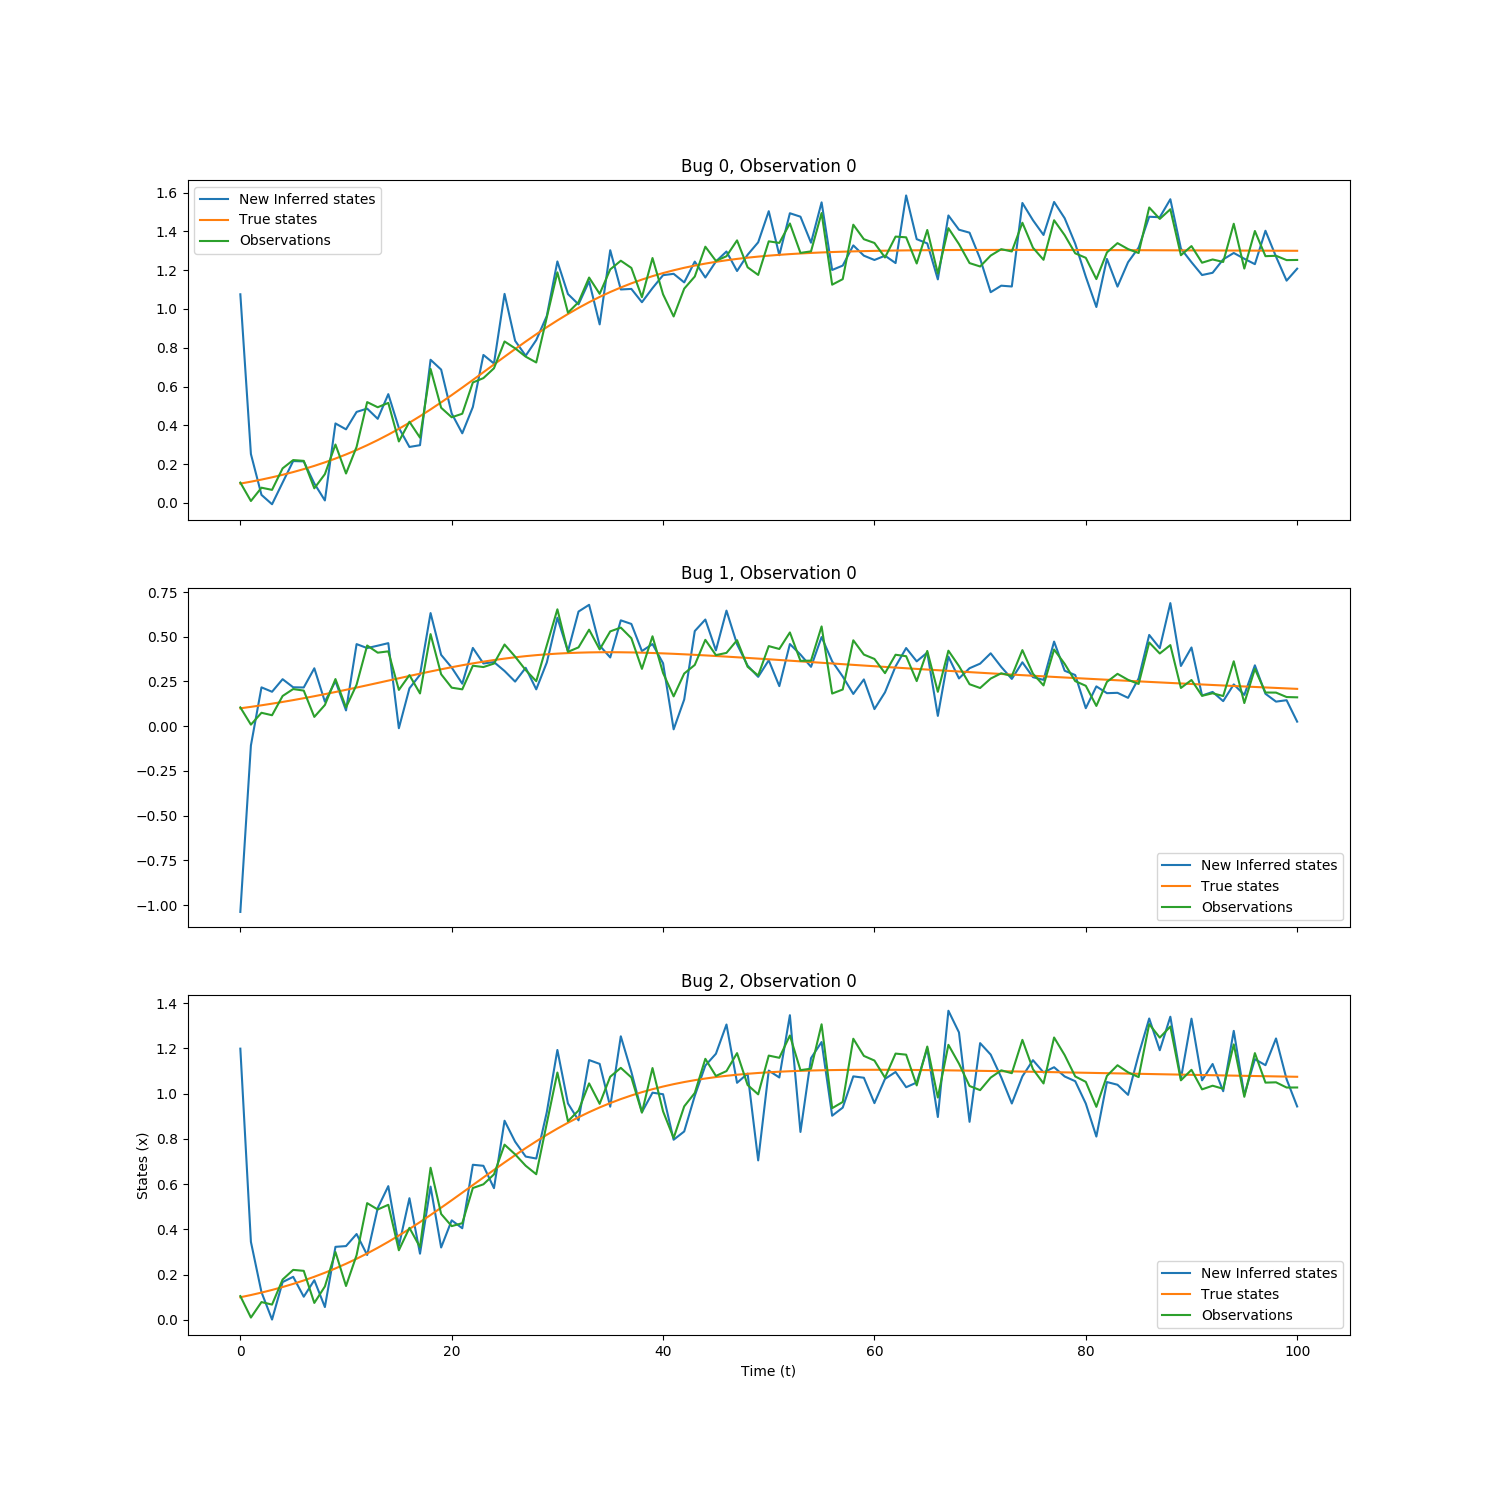 Bug 0, Observation 0
1.6
1.4
1.2
1.0
0.8
0.6
0.4
0.2
0.0
New Inferred states
True states
Observations
Bug 1, Observation 0
0.75
0.50
0.25
0.00
−0.25
−0.50
−0.75
−1.00
New Inferred states
True states
Observations
Bug 2, Observation 0
States (x)
1.4
1.2
1.0
0.8
0.6
0.4
0.2
0.0
New Inferred states
True states
Observations
0 20 40 60 80 100
Time (t)